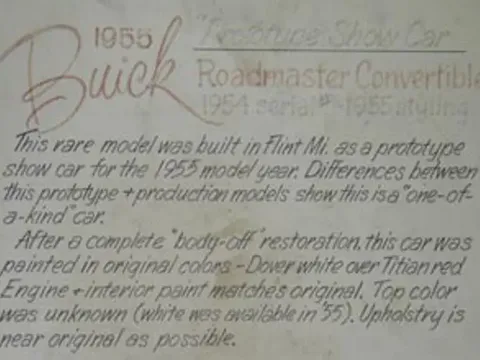 1955 "Prototype" Show Car
Buick Roadmaster Convertible
1954 serial #-1955 styling
This rare model was built in Flint Mi. as a prototype
show car for the 1955 model year. Differences between
this prototype + production models show this is a "one-of-
a-kind" car.
After a complete "body-off" restoration, this car was
painted in original colors - Dover white over Titian red
Engine + interior paint matches original. Top color
was unknown (white was available in '55). Upholstry is
near original as possible.